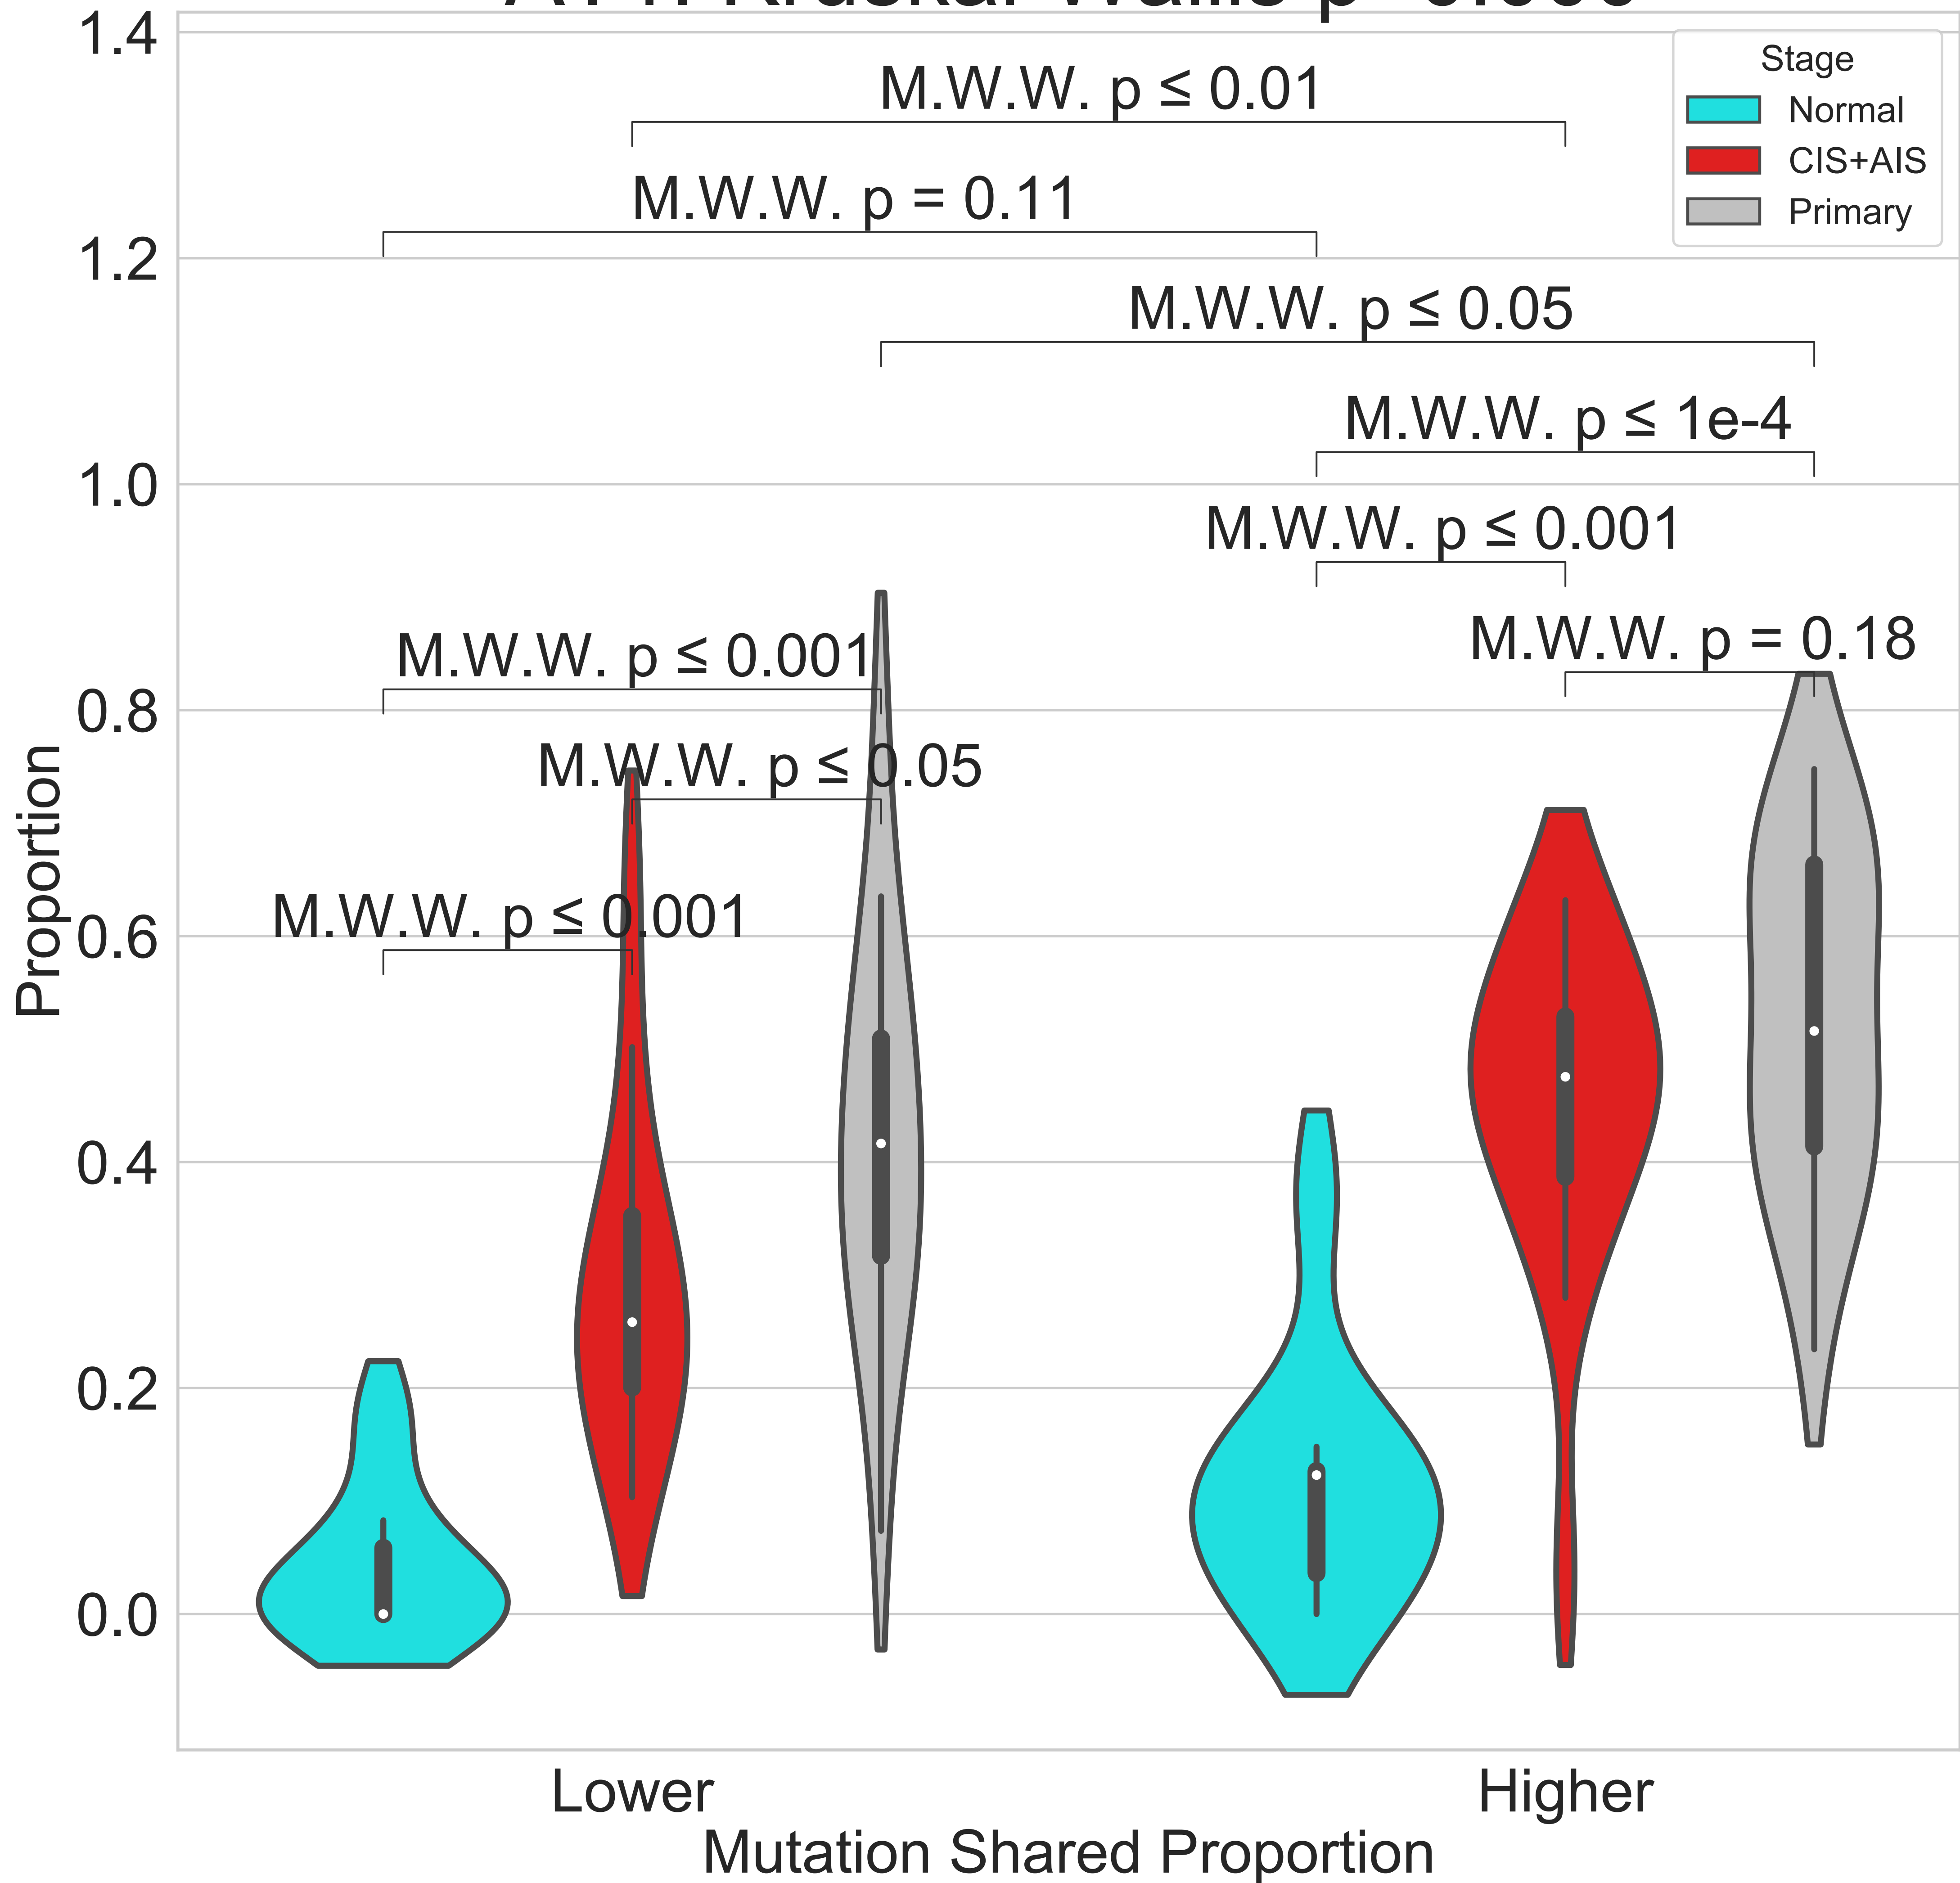 1.4
1.2
1.0
0.8
0.6
0.4
0.2
0.0
Proportion
Stage
Normal
CIS+AIS
Primary
M.W.W. p ≤ 0.01
M.W.W. p = 0.11
M.W.W. p ≤ 0.05
M.W.W. p ≤ 1e-4
M.W.W. p ≤ 0.001
M.W.W. p = 0.18
M.W.W. p ≤ 0.001
M.W.W. p ≤ 0.05
M.W.W. p ≤ 0.001
Lower
Higher
Mutation Shared Proportion